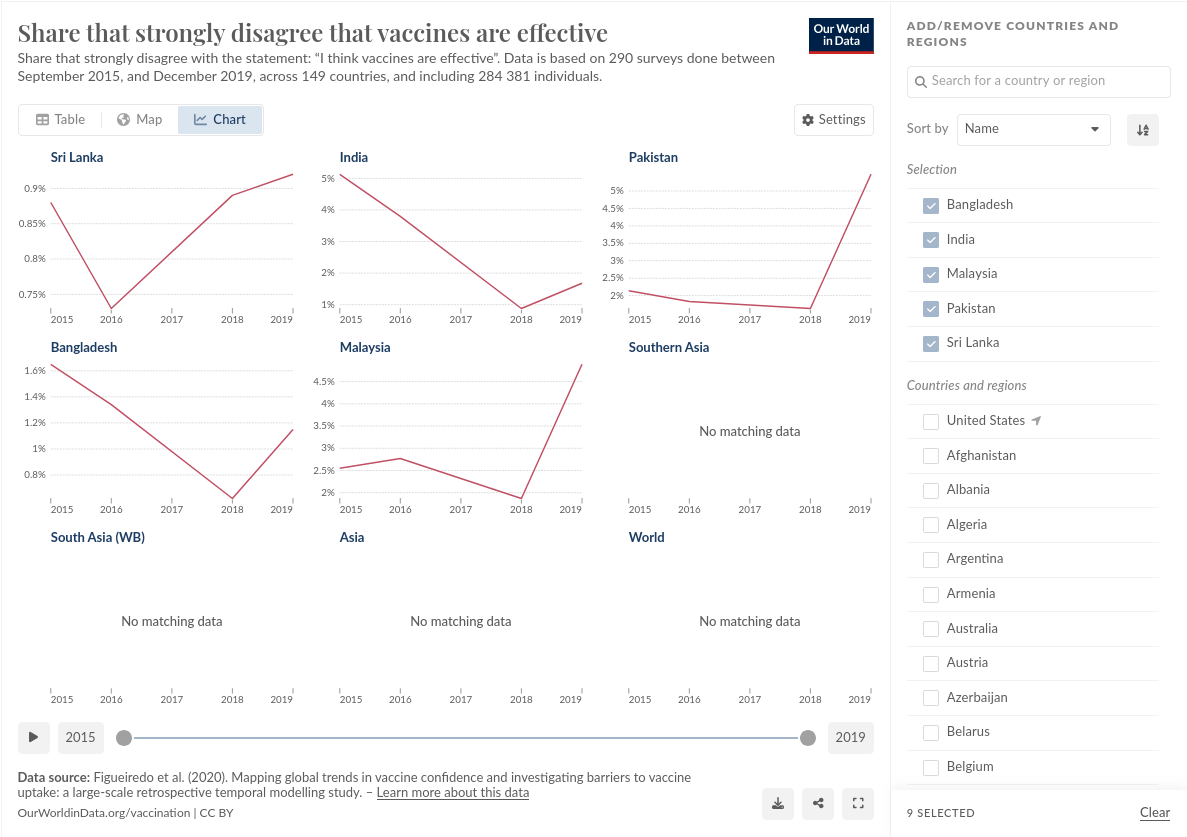 Share that strongly disagree that vaccines are effective
Share that strongly disagree with the statement: “I think vaccines are effective”. Data is based on 290 surveys done between
September 2015, and December 2019, across 149 countries, and including 284 381 individuals.
Our World
in Data
Table
Map
Chart
Settings
Sri Lanka
0.9%
0.85%
0.8%
0.75%
2015 2016 2017 2018 2019
India
5%
4%
3%
2%
1%
2015 2016 2017 2018 2019
Pakistan
5%
4.5%
4%
3.5%
3%
2.5%
2%
2015 2016 2017 2018 2019
Bangladesh
1.6%
1.4%
1.2%
1%
0.8%
2015 2016 2017 2018 2019
Malaysia
4.5%
4%
3.5%
3%
2.5%
2%
2015 2016 2017 2018 2019
Southern Asia
No matching data
2015 2016 2017 2018 2019
South Asia (WB)
No matching data
2015 2016 2017 2018 2019
Asia
No matching data
2015 2016 2017 2018 2019
World
No matching data
2015 2016 2017 2018 2019
2015
2019
Data source: Figueiredo et al. (2020). Mapping global trends in vaccine confidence and investigating barriers to vaccine
uptake: a large-scale retrospective temporal modelling study. – Learn more about this data
OurWorldinData.org/vaccination | CC BY
ADD/REMOVE COUNTRIES AND
REGIONS
Search for a country or region
Sort by
Name
Selection
Bangladesh
India
Malaysia
Pakistan
Sri Lanka
Countries and regions
United States
Afghanistan
Albania
Algeria
Argentina
Armenia
Australia
Austria
Azerbaijan
Belarus
Belgium
9 SELECTED
Clear